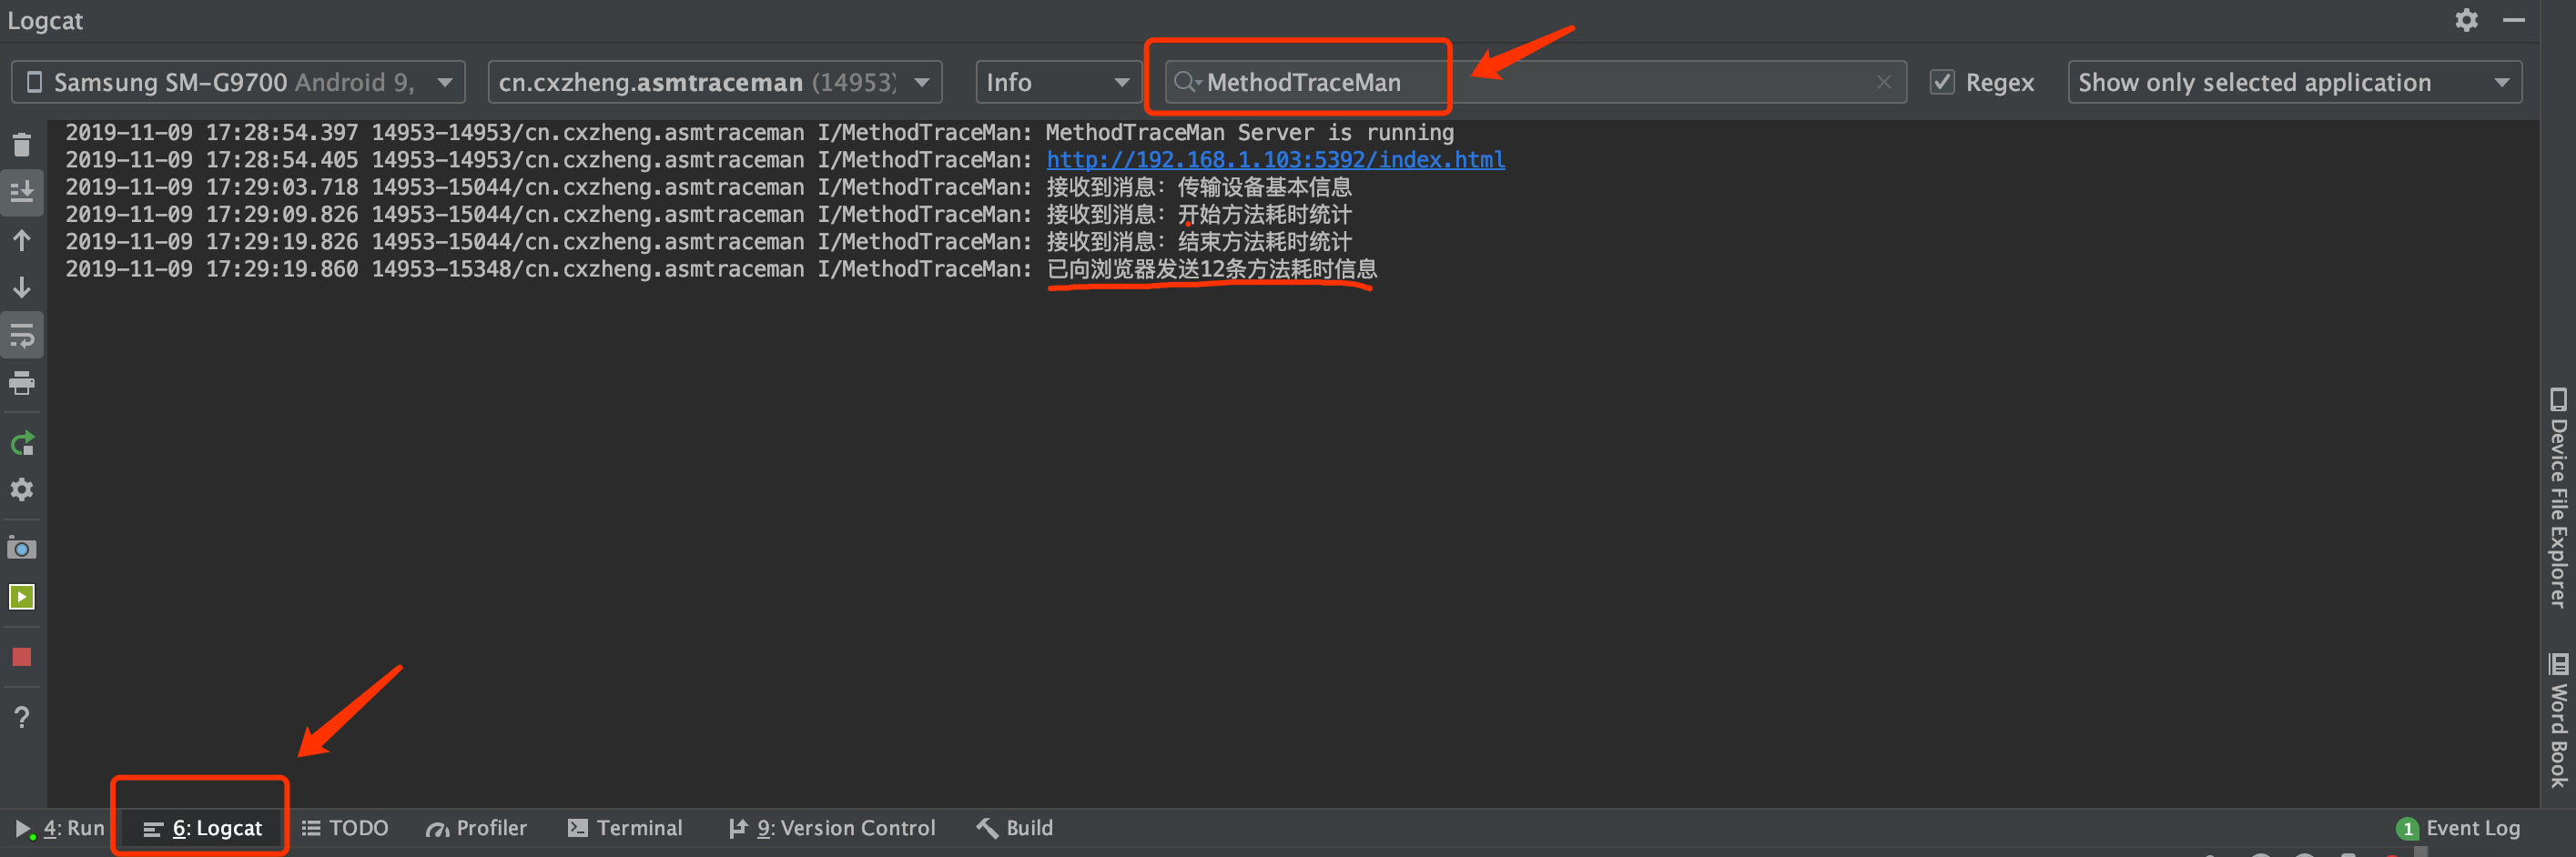 Logcat
Samsung SM-G9700 Android 9,
cn.cxzheng.asmtraceman (14953)
Info
MethodTraceMan
Regex
Show only selected application
2019-11-09 17:28:54.397 14953-14953/cn.cxzheng.asmtraceman I/MethodTraceMan: MethodTraceMan Server is running
2019-11-09 17:28:54.405 14953-14953/cn.cxzheng.asmtraceman I/MethodTraceMan: http://192.168.1.103:5392/index.html
2019-11-09 17:29:03.718 14953-15044/cn.cxzheng.asmtraceman I/MethodTraceMan: 接收到消息：传输设备基本信息
2019-11-09 17:29:09.826 14953-15044/cn.cxzheng.asmtraceman I/MethodTraceMan: 接收到消息：开始方法耗时统计
2019-11-09 17:29:19.826 14953-15044/cn.cxzheng.asmtraceman I/MethodTraceMan: 接收到消息：结束方法耗时统计
2019-11-09 17:29:19.860 14953-15348/cn.cxzheng.asmtraceman I/MethodTraceMan: 已向浏览器发送12条方法耗时信息
Device File Explorer
Word Book
4: Run
6: Logcat
TODO
Profiler
Terminal
9: Version Control
Build
1 Event Log